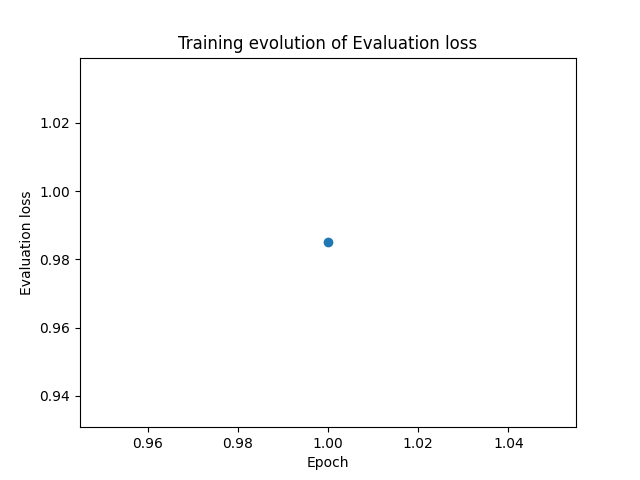 Training evolution of Evaluation loss
1.02
1.00
0.98
0.96
0.94
Evaluation loss
0.96 0.98 1.00 1.02 1.04
Epoch